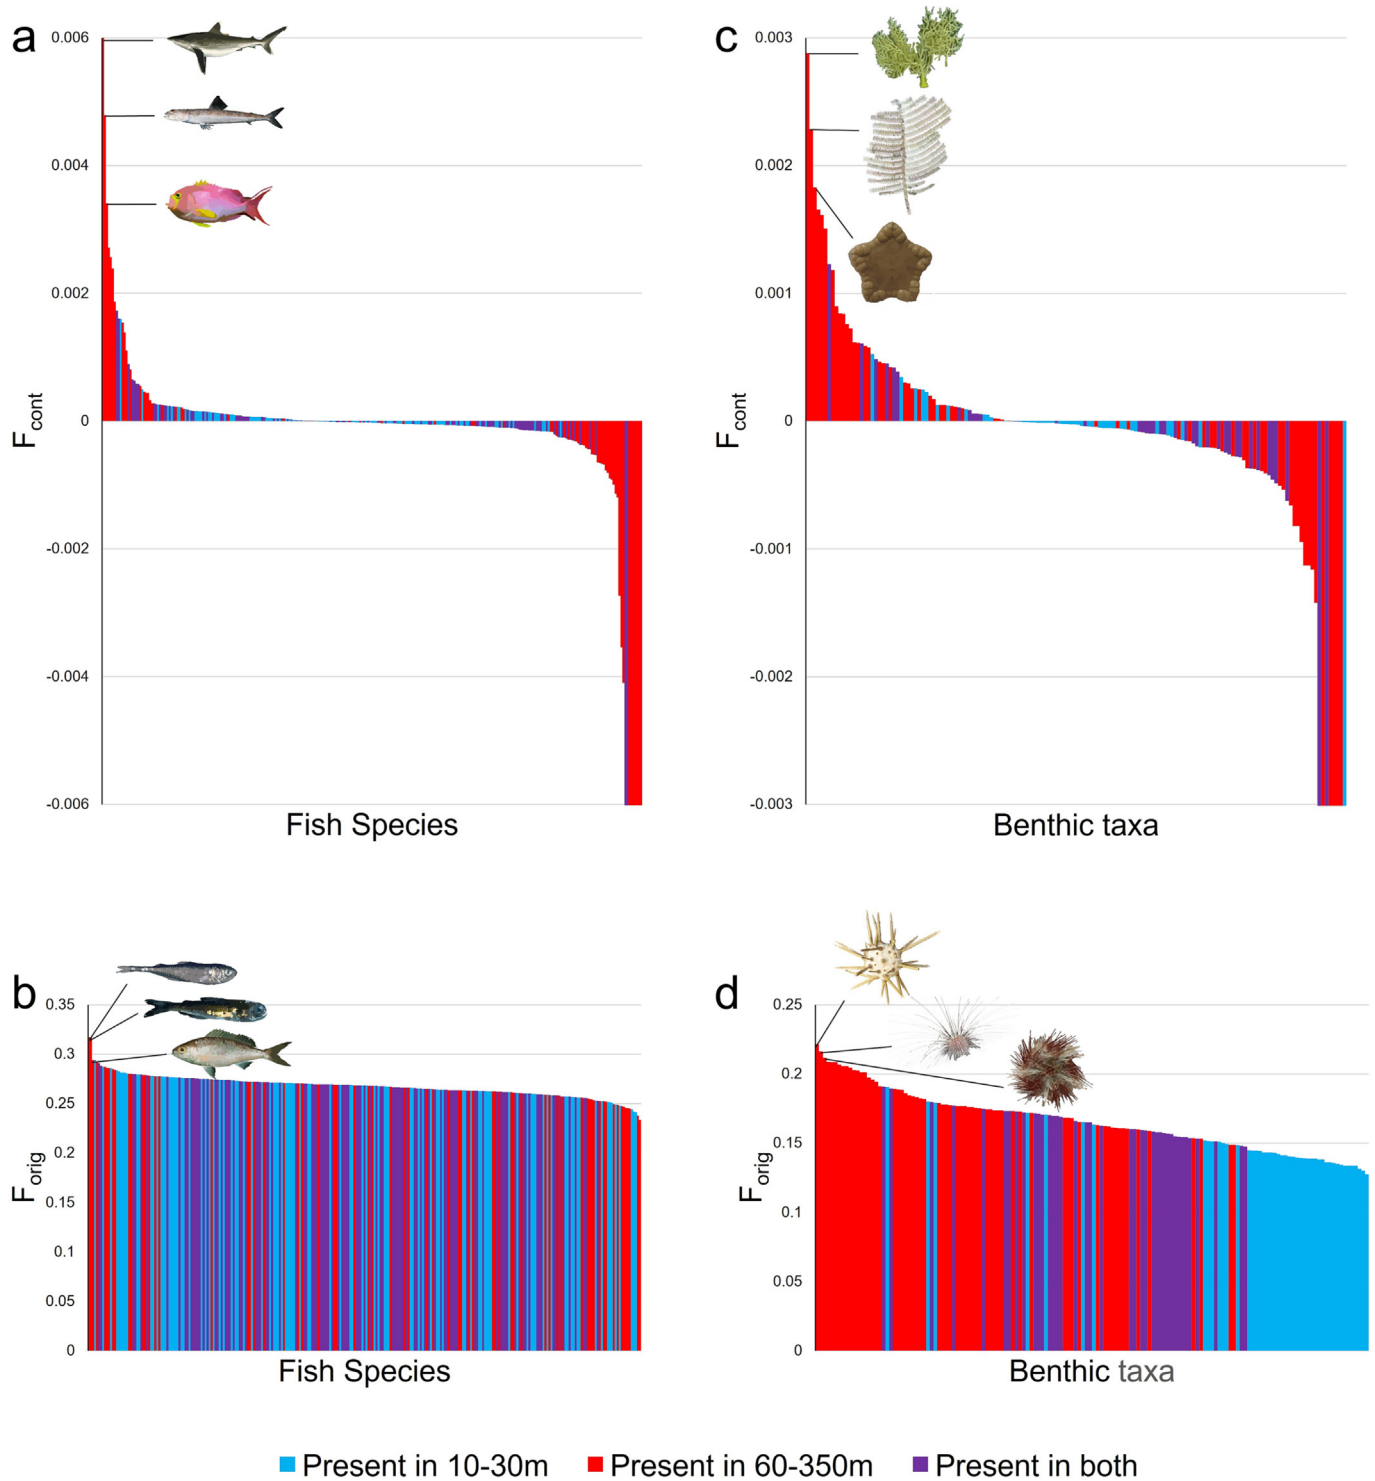 a
0.006
0.004
0.002
0
-0.002
-0.004
-0.006
Fcont
Fish Species
c
0.003
0.002
0.001
0
-0.001
-0.002
-0.003
Fcont
Benthic taxa
b
0.35
0.3
0.25
0.2
0.15
0.1
0.05
0
Forig
Fish Species
d
0.25
0.2
0.15
0.1
0.05
0
Forig
Benthic taxa
Present in 10-30m Present in 60-350m Present in both